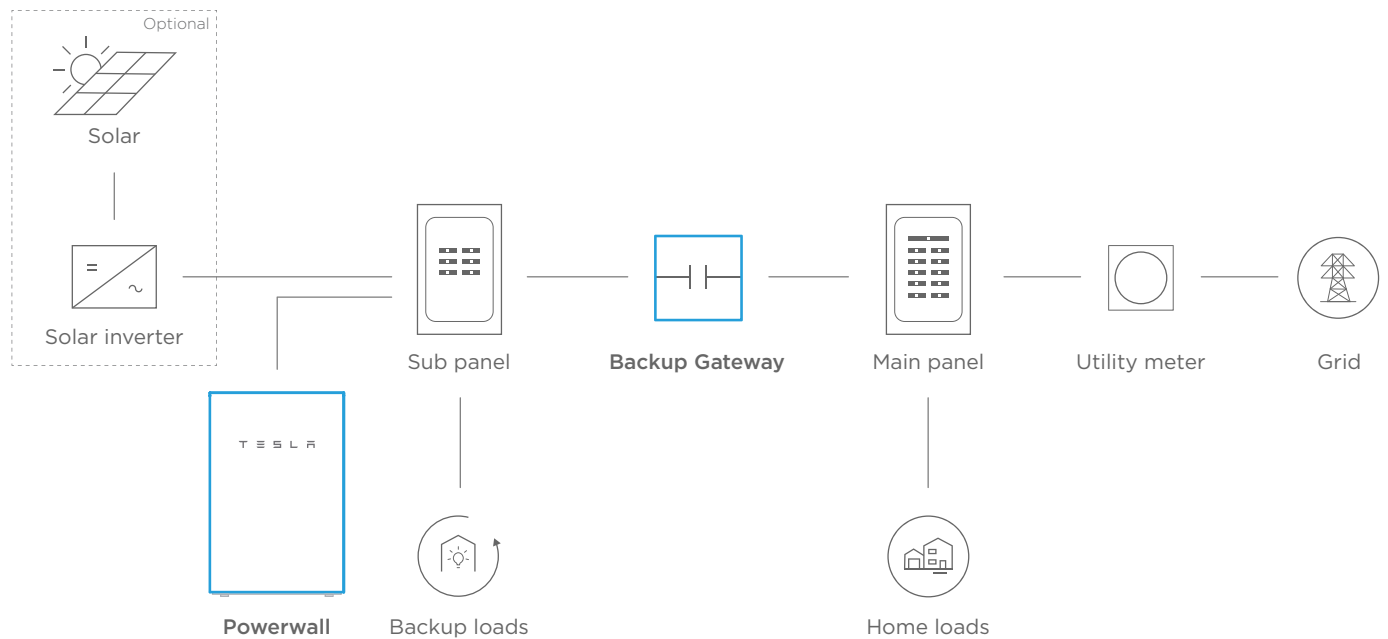 Optional
Solar
Solar inverter
Sub panel
Backup Gateway
Main panel
Utility meter
Grid
TESLA
Powerwall
Backup loads
Home loads